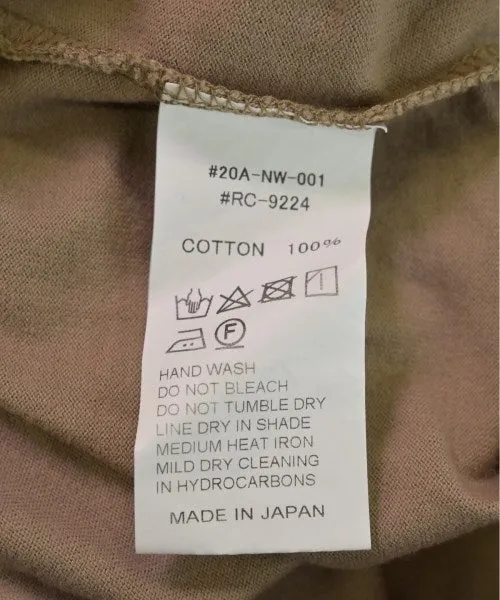 #20A-NW-001
#RC-9224
COTTON 100%
F
HAND WASH
DO NOT BLEACH
DO NOT TUMBLE DRY
LINE DRY IN SHADE
MEDIUM HEAT IRON
MILD DRY CLEANING
IN HYDROCARBONS
MADE IN JAPAN